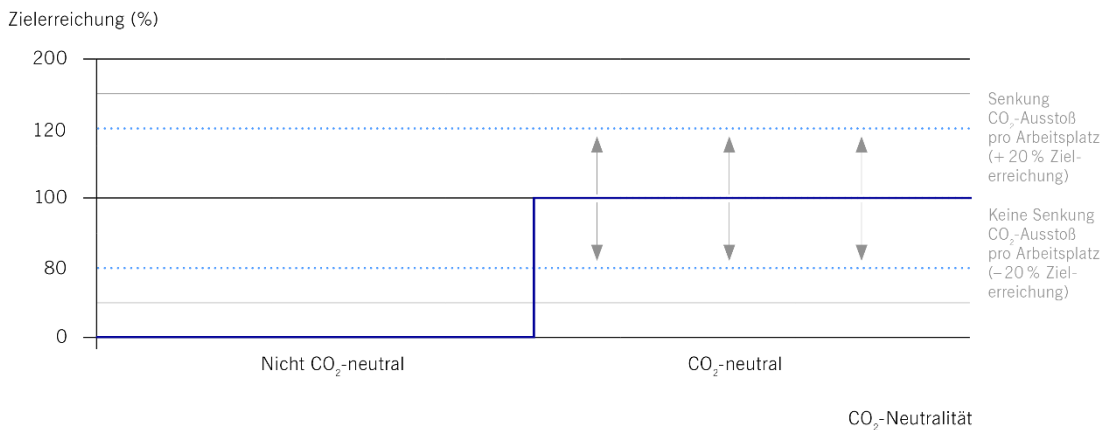 Zielerreichung (%)
200
120
100
80
0
Senkung
CO₂-Ausstoß
pro Arbeitsplatz
(+ 20 % Ziel-
erreichung)
Keine Senkung
CO₂-Ausstoß
pro Arbeitsplatz
(– 20 % Ziel-
erreichung)
Nicht CO₂-neutral
CO₂-neutral
CO₂-Neutralität